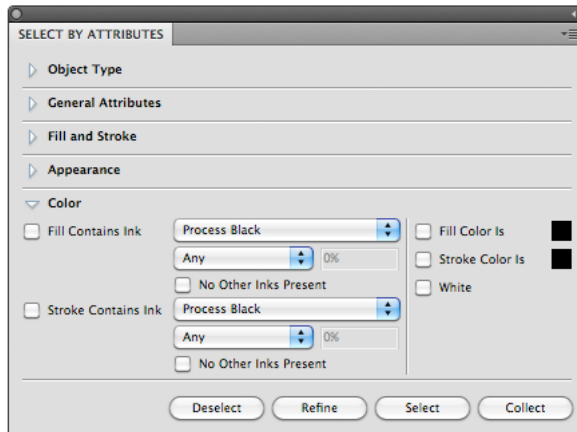 SELECT BY ATTRIBUTES
Object Type
General Attributes
Fill and Stroke
Appearance
Color
Fill Contains Ink Process Black Fill Color Is
Any 0% Stroke Color Is
No Other Inks Present White
Stroke Contains Ink Process Black
Any 0%
No Other Inks Present
Deselect Refine Select Collect